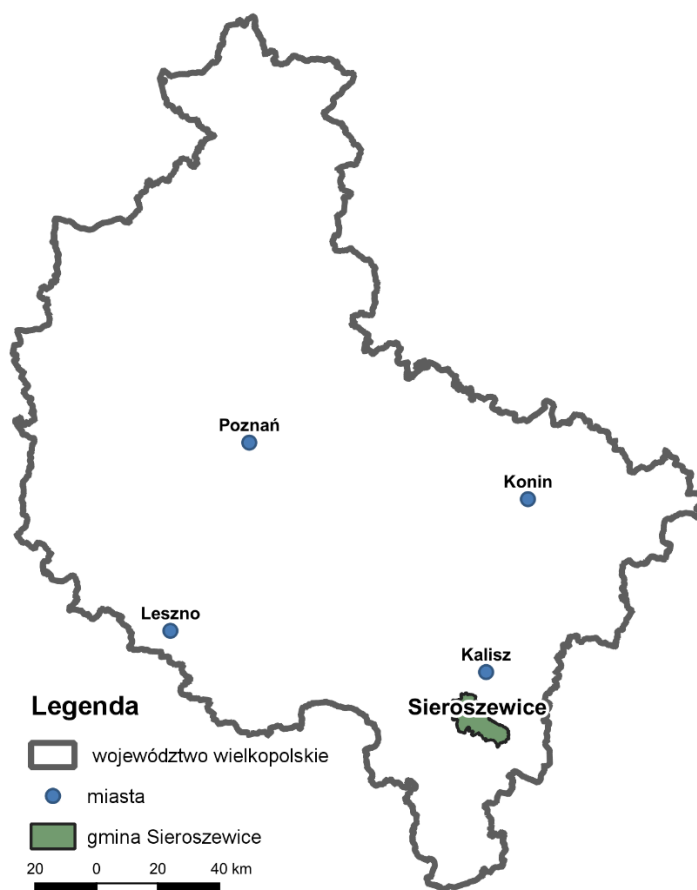 Poznań
Konin
Leszno
Kalisz
Sieroszewice
Legenda
województwo wielkopolskie
miasta
gmina Sieroszewice
20 0 20 40 km